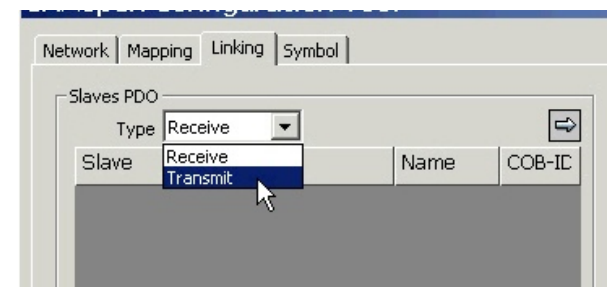 Network Mapping Linking Symbol
Slaves PDO
Type Receive
Slave Receive Name COB-ID
Transmit